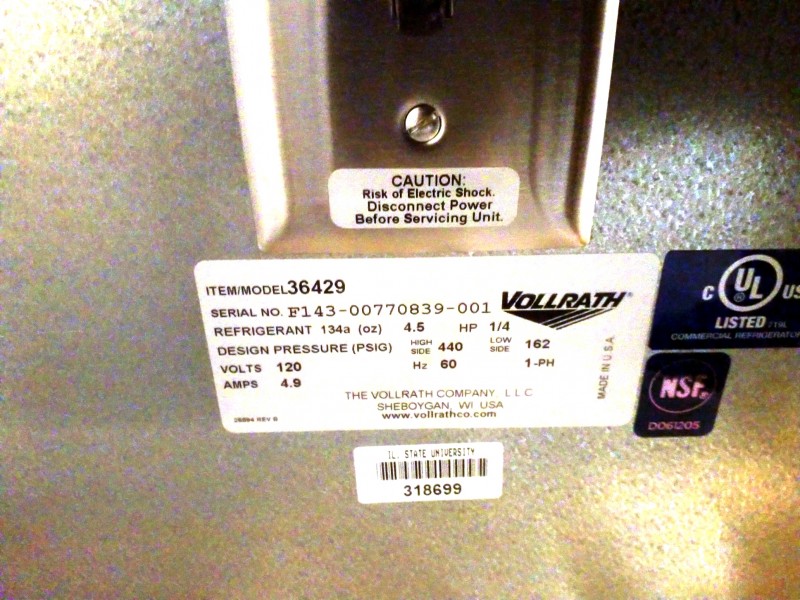 CAUTION:
Risk of Electric Shock.
Disconnect Power
Before Servicing Unit.
ITEM/MODEL 36429
SERIAL NO. F143-00770839-001
VOLLRATH®
REFRIGERANT 134a (oz) 4.5 HP 1/4
DESIGN PRESSURE (PSIG) HIGH SIDE 440 LOW SIDE 162
VOLTS 120 Hz 60 1-PH
AMPS 4.9
THE VOLLRATH COMPANY, L.L.C.
SHEBOYGAN, WI USA
www.vollrathco.com
MADE IN U.S.A.
C UL US
LISTED
COMMERCIAL REFRIGERATOR
NSF®
D061205
IL. STATE UNIVERSITY
318699